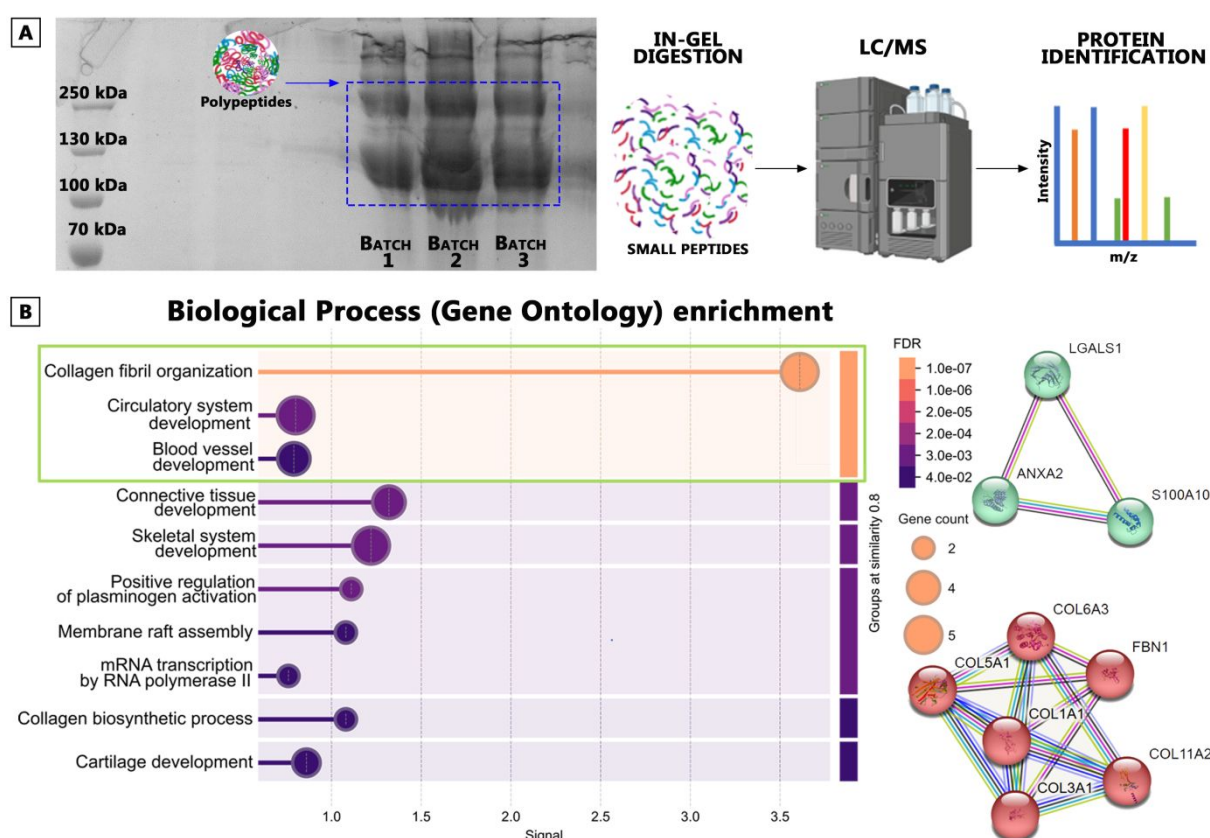 A
250 kDa
130 kDa
100 kDa
70 kDa
Polypeptides
BATCH
1
BATCH
2
BATCH
3
IN-GEL
DIGESTION
SMALL PEPTIDES
LC/MS
PROTEIN
IDENTIFICATION
Intensity
m/z
B
Biological Process (Gene Ontology) enrichment
Collagen fibril organization
Circulatory system
development
Blood vessel
development
Connective tissue
development
Skeletal system
development
Positive regulation
of plasminogen activation
Membrane raft assembly
mRNA transcription
by RNA polymerase II
Collagen biosynthetic process
Cartilage development
1.0
1.5
2.0
2.5
3.0
3.5
Signal
Groups at similarity 0.8
FDR
1.0e-07
1.0e-06
2.0e-05
2.0e-04
3.0e-03
4.0e-02
Gene count
2
4
5
LGALS1
ANXA2
S100A10
COL6A3
FBN1
COL5A1
COL1A1
COL11A2
COL3A1